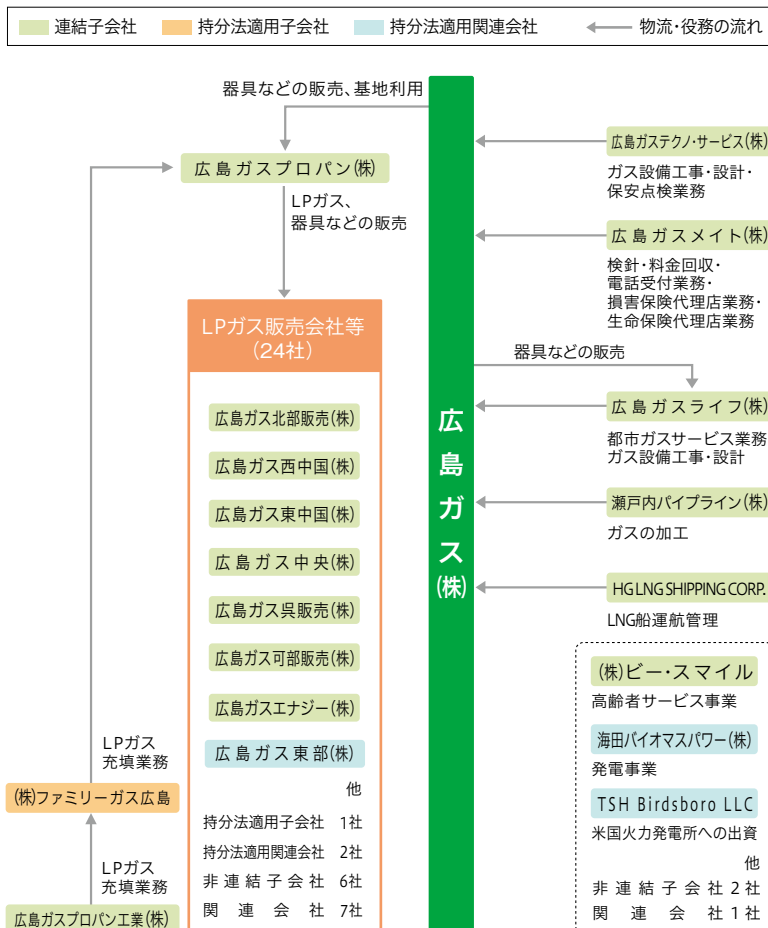 連結子会社 持分法適用子会社 持分法適用関連会社 物流・役務の流れ
器具などの販売、基地利用
広島ガスプロパン(株)
LPガス、
器具などの販売
LPガス販売会社等
(24社)
広島ガス北部販売(株)
広島ガス西中国(株)
広島ガス東中国(株)
広島ガス中央(株)
広島ガス呉販売(株)
広島ガス可部販売(株)
広島ガスエナジー(株)
広島ガス東部(株)
他
持分法適用子会社 1社
持分法適用関連会社 2社
非連結子会社 6社
関連会社 7社
LPガス
充填業務
(株)ファミリーガス広島
LPガス
充填業務
広島ガスプロパン工業(株)
広島ガス(株)
広島ガステクノ・サービス(株)
ガス設備工事・設計・
保安点検業務
広島ガスメイト(株)
検針・料金回収・
電話受付業務・
損害保険代理店業務・
生命保険代理店業務
器具などの販売
広島ガスライフ(株)
都市ガスサービス業務
ガス設備工事・設計
瀬戸内パイプライン(株)
ガスの加工
HG LNG SHIPPING CORP.
LNG船運航管理
(株)ビー・スマイル
高齢者サービス事業
海田バイオマスパワー(株)
発電事業
TSH Birdsboro LLC
米国火力発電所への出資
他
非連結子会社2社
関連会社1社